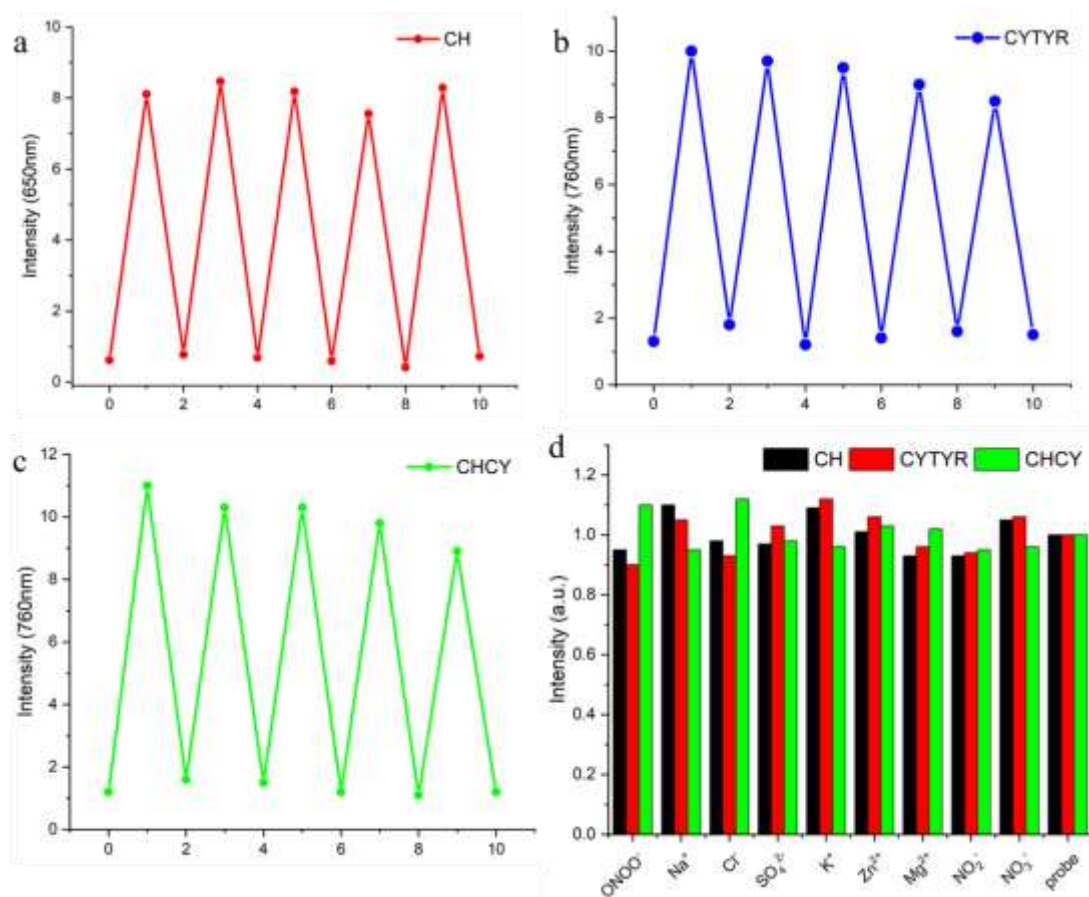 a
CH
Intensity (650nm)
10
8
6
4
2
0
0 2 4 6 8 10
b
CYTYR
Intensity (760nm)
10
8
6
4
2
0
0 2 4 6 8 10
c
CHCY
Intensity (760nm)
12
10
8
6
4
2
0
0 2 4 6 8 10
d
CH CYTYR CHCY
Intensity (a.u.)
1.2
1.0
0.8
0.6
0.4
0.2
0.0
ONOO⁻ Na⁺ Cl⁻ SO₄²⁻ K⁺ Zn²⁺ Mg²⁺ NO₂⁻ NO₃⁻ probe